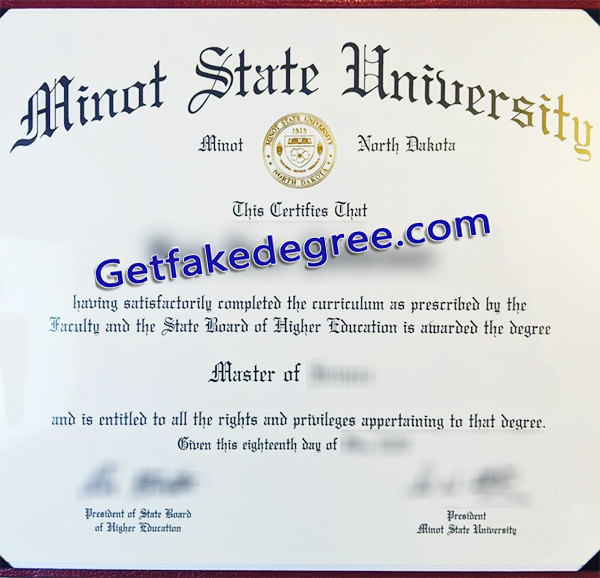 Minot State University
Minot
MINOT STATE UNIVERSITY
1913
NORTH DAKOTA
North Dakota
This Certifies That
Getfakedegree.com
having satisfactorily completed the curriculum as prescribed by the
Faculty and the State Board of Higher Education is awarded the degree
Master of
and is entitled to all the rights and privileges appertaining to that degree.
Given this eighteenth day of
President of State Board
of Higher Education
President
Minot State University